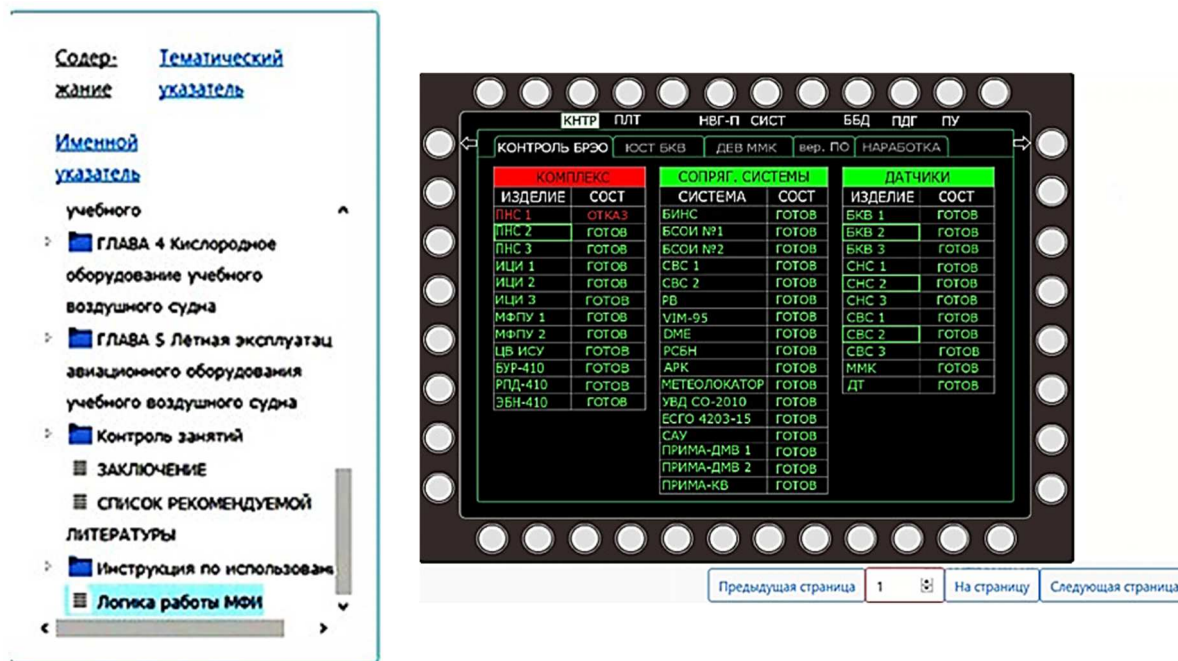 Содер-
жание
Тематический
указатель
Именной
указатель
учебного
ГЛАВА 4 Кислородное
оборудование учебного
воздушного судна
ГЛАВА 5 Летная эксплуатац
авиационного оборудования
учебного воздушного судна
Контроль занятий
ЗАКЛЮЧЕНИЕ
СПИСОК РЕКОМЕНДУЕМОЙ
ЛИТЕРАТУРЫ
Инструкция по использован
Логика работы МФИ
КНТР ПЛТ НВГ-П СИСТ ББД ПДГ ПУ
КОНТРОЛЬ БРЭО ЮСТ БКВ ДЕВ ММК вер. ПО НАРАБОТКА
КОМПЛЕКС
ИЗДЕЛИЕ СОСТ
ПНС 1 ОТКАЗ
ПНС 2 ГОТОВ
ПНС 3 ГОТОВ
ИЦИ 1 ГОТОВ
ИЦИ 2 ГОТОВ
ИЦИ 3 ГОТОВ
МФПУ 1 ГОТОВ
МФПУ 2 ГОТОВ
ЦВ ИСУ ГОТОВ
БУР-410 ГОТОВ
РПД-410 ГОТОВ
ЭБН-410 ГОТОВ
СОПРЯГ. СИСТЕМЫ
СИСТЕМА СОСТ
БИНС ГОТОВ
БСОИ №1 ГОТОВ
БСОИ №2 ГОТОВ
СВС 1 ГОТОВ
СВС 2 ГОТОВ
РВ ГОТОВ
VIM-95 ГОТОВ
DME ГОТОВ
РСБН ГОТОВ
АРК ГОТОВ
МЕТЕОЛОКАТОР ГОТОВ
УВД СО-2010 ГОТОВ
ЕСГО 4203-15 ГОТОВ
САУ ГОТОВ
ПРИМА-ДМВ 1 ГОТОВ
ПРИМА-ДМВ 2 ГОТОВ
ПРИМА-КВ ГОТОВ
ДАТЧИКИ
ИЗДЕЛИЕ СОСТ
БКВ 1 ГОТОВ
БКВ 2 ГОТОВ
БКВ 3 ГОТОВ
СНС 1 ГОТОВ
СНС 2 ГОТОВ
СНС 3 ГОТОВ
СВС 1 ГОТОВ
СВС 2 ГОТОВ
СВС 3 ГОТОВ
ММК ГОТОВ
ДТ ГОТОВ
Предыдущая страница 1 На страницу Следующая страница